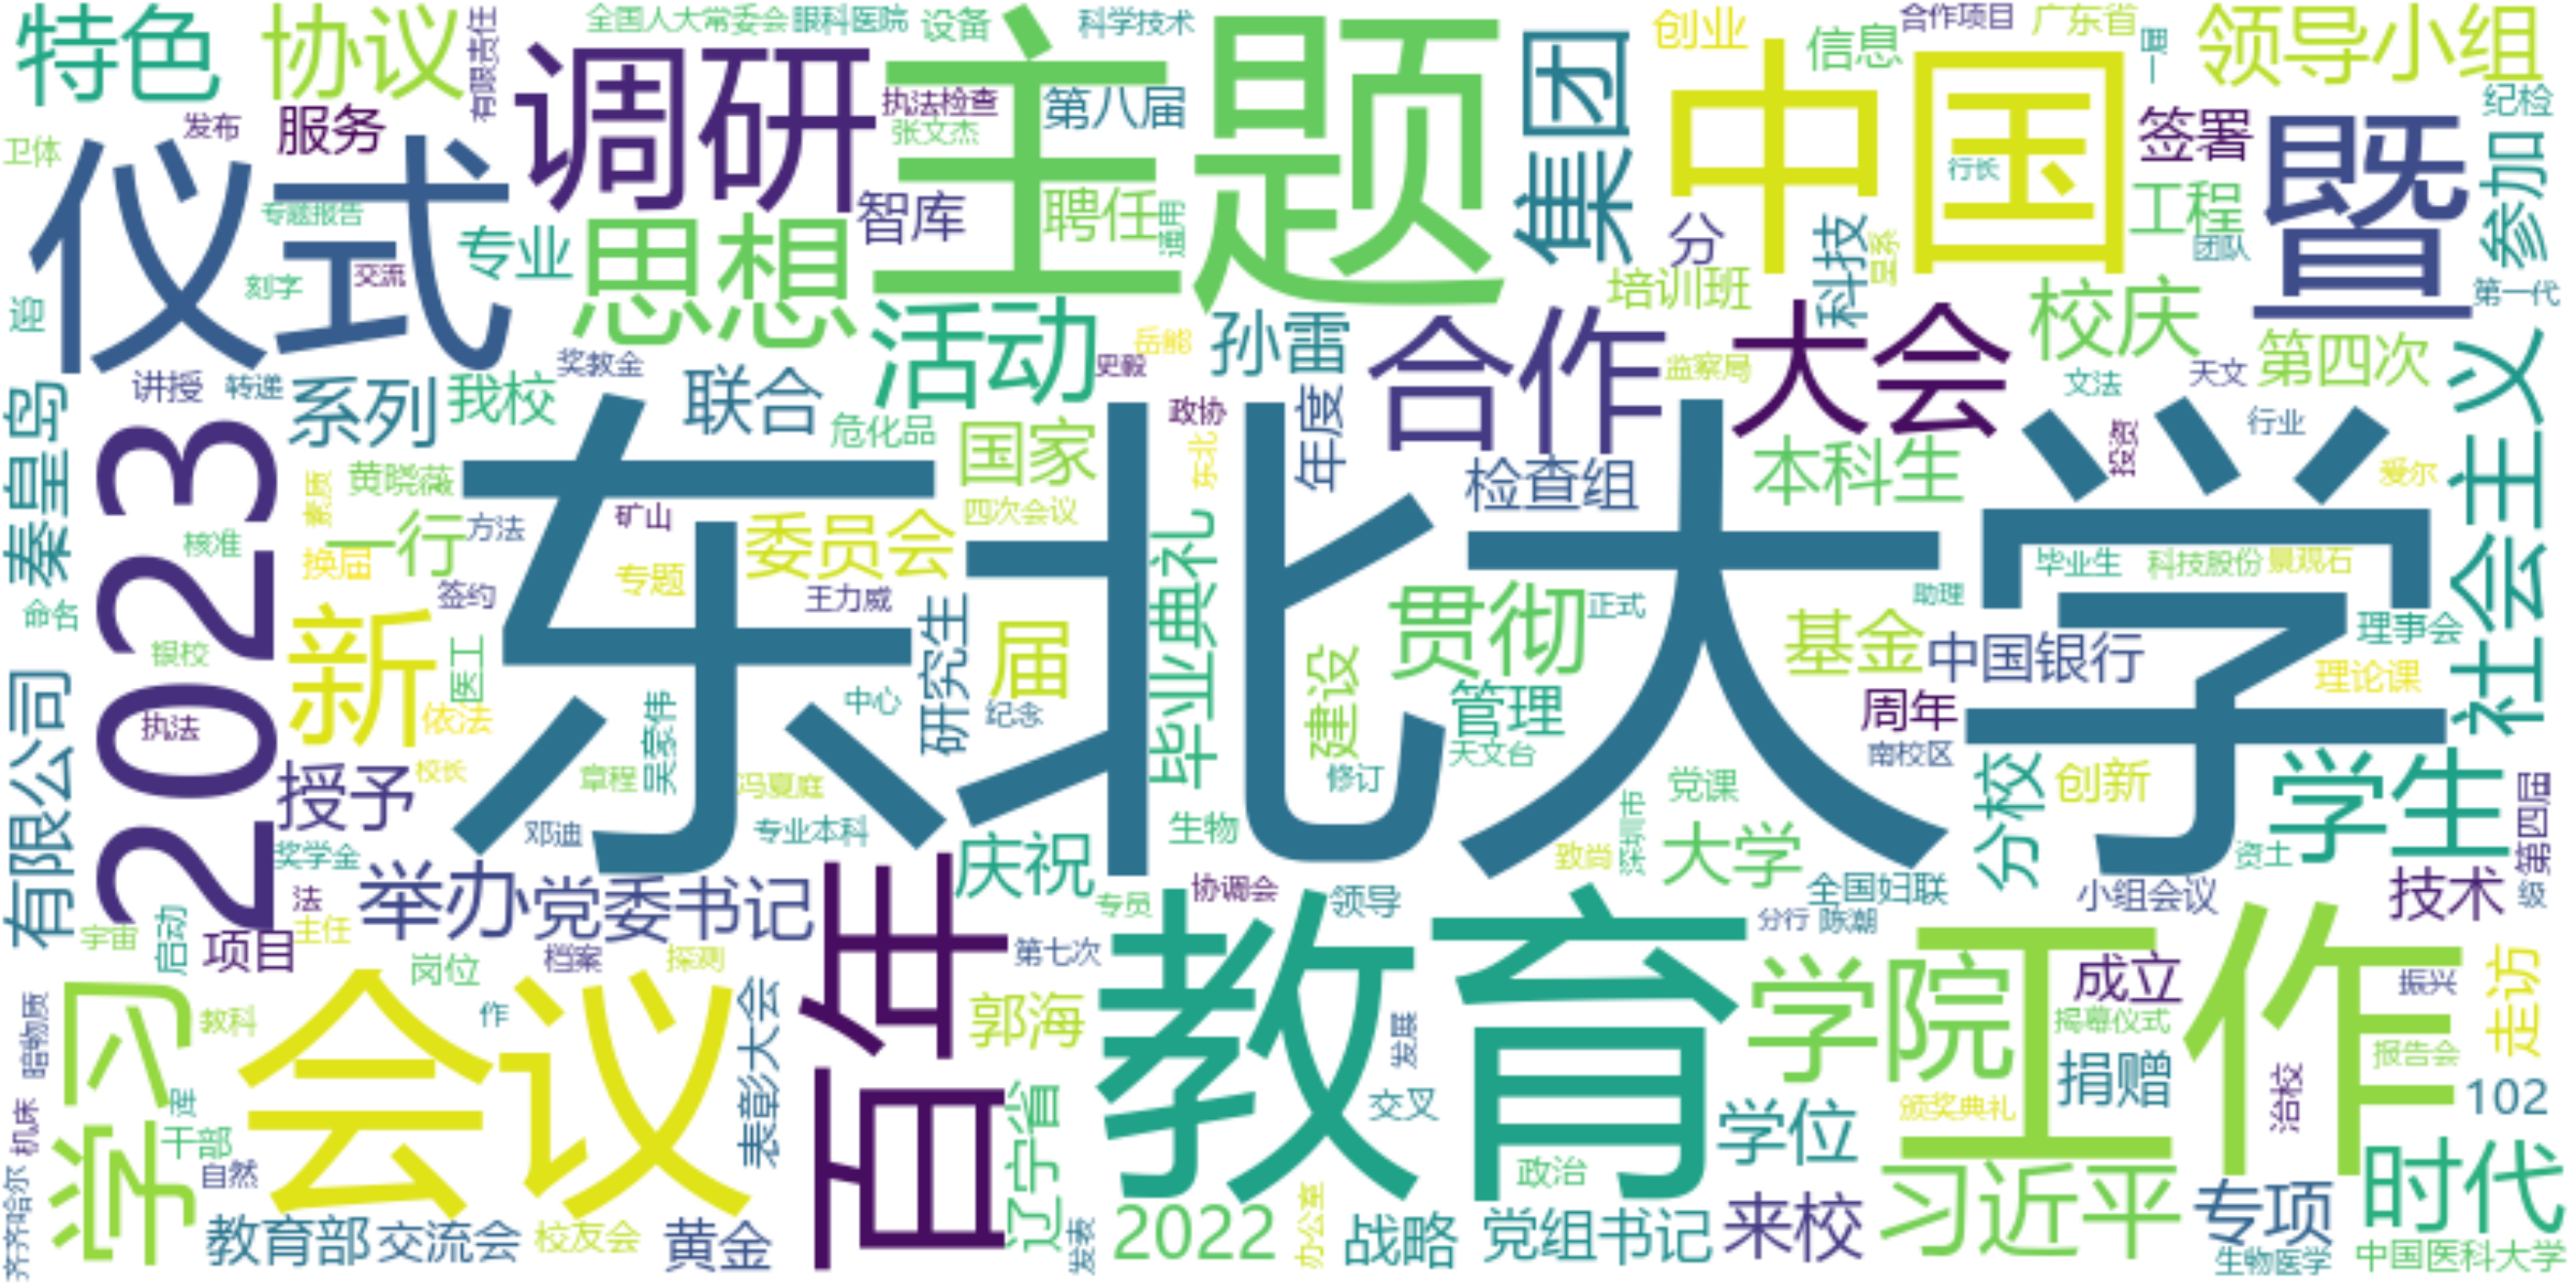 特色
协议
有限责任
全国人大常委会
眼科医院
设备
科学技术
创业
合作项目
信息
广东省
一届
领导小组
纪检
服务
发布
卫体
仪式
调研
主题
执法检查
张文杰
第八届
集团
中国
行长
签署
暨
参加
专题报告
刻字
交流
迎
专业
思想
智库
聘任
通用
分
科技
呈系
培训班
工程
团队
第一代
活动
岳能
孙雷
合作
大会
校庆
第四次
讲授
转递
系列
我校
奖教金
联合
史毅
监察局
文法
天文
社会主义
秦皇岛
2023
黄晓薇
素质
危化品
国家
政协
东北
年度
检查组
本科生
投资
行业
爱尔
东北大学
核准
换届
一行
方法
矿山
委员会
四次会议
毕业生
科技股份
景观石
命名
签约
专题
王力威
毕业典礼
贯彻
正式
助理
理事会
银校
新
医工
研究生
届
建设
基金
中国银行
理论课
有限公司
执法
依法
吴豪伟
中心
纪念
管理
天文台
周年
南校区
授予
校长
章程
冯夏庭
修订
党课
分校
创新
学生
第四届
奖学金
邓迪
专业本科
生物
庆祝
致尚
深圳市
大学
资土
法
举办
党委书记
百年
专员
协调会
领导
全国妇联
小组会议
技术
级
宇宙
启动
项目
主任
岗位
档案
探测
第七次
教育
分行
陈潮
学院
工作
成立
振兴
走访
学习
暗物质
教科
会议
作
表彰大会
郭海
发展
揭幕仪式
报告会
机床
干部
自然
辽宁省
交叉
学位
颁奖典礼
捐赠
治校
102
齐齐哈尔
教育部
交流会
校友会
黄金
发表
2022
办公室
战略
政治
党组书记
来校
习近平
专项
时代
生物医学
中国医科大学